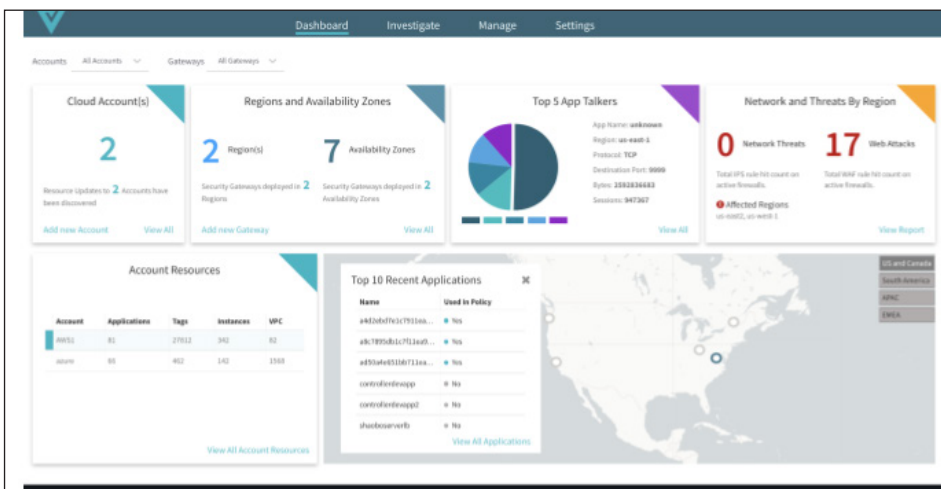 Dashboard Investigate Manage Settings
Accounts All Accounts Gateways All Gateways
Cloud Account(s)
2
Resource Updates to 2 Accounts have
been discovered
Add new Account View All
Regions and Availability Zones
2 Region(s)
7 Availability Zones
Security Gateways deployed in 2
Regions
Security Gateways deployed in 2
Availability Zones
Add new Gateway View All
Top 5 App Talkers
App Name: unknown
Region: us-east-1
Protocol: TCP
Destination Port: 9999
Bytes: 2592836683
Sessions: 947367
View All
Network and Threats By Region
0 Network Threats
17 Web Attacks
Total IPS rule hit count on
active firewalls.
Total WAF rule hit count on
active firewalls.
Affected Regions
us-east2, us-west-1
View Report
Account Resources
Account Applications Tags Instances VPC
AWS1 81 27012 342 82
azure 66 462 142 1568
View All Account Resources
Top 10 Recent Applications
Name Used In Policy
Yes
Yes
Yes
controllerdevapp No
controllerdevapp2 No
shaoboserverlb No
View All Applications
US and Canada
South America
APAC
EMEA